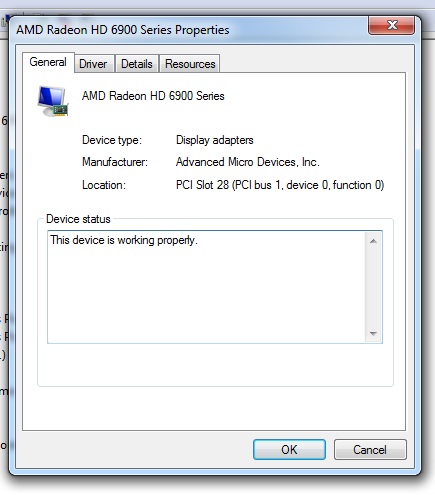 AMD Radeon HD 6900 Series Properties
General Driver Details Resources
AMD Radeon HD 6900 Series
Device type: Display adapters
Manufacturer: Advanced Micro Devices, Inc.
Location: PCI Slot 28 (PCI bus 1, device 0, function 0)
Device status
This device is working properly.
OK Cancel